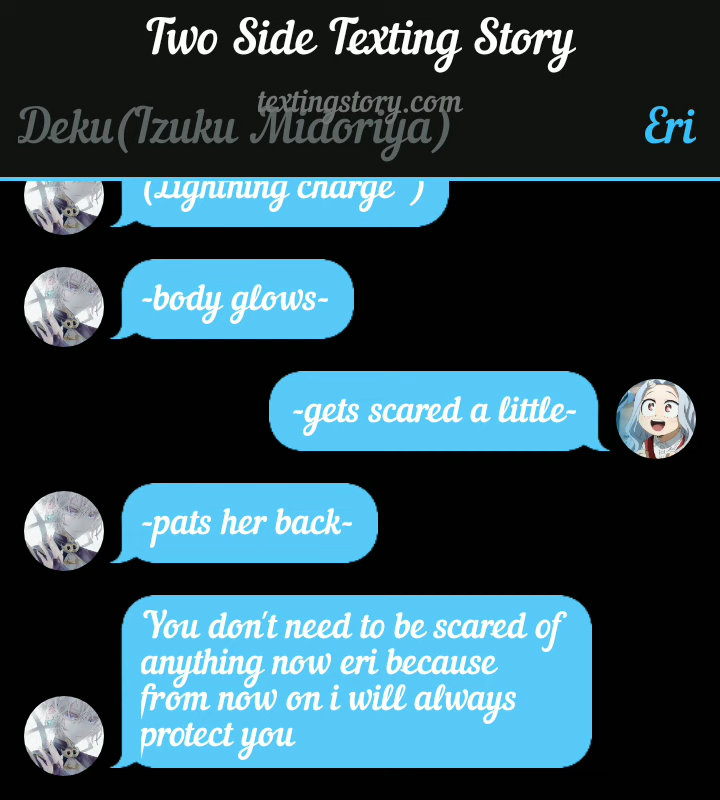 Two Side Texting Story
textingstory.com
Deku(Izuku Midoriya)
Eri
(Lightning charge )
-body glows-
-gets scared a little-
-pats her back-
You don't need to be scared of
anything now eri because
from now on i will always
protect you